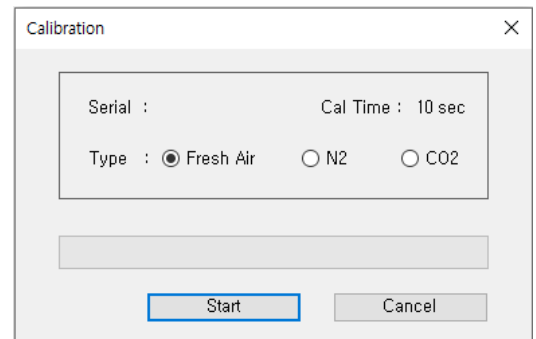 Calibration
Serial : Cal Time : 10 sec
Type : Fresh Air N2 CO2
Start Cancel